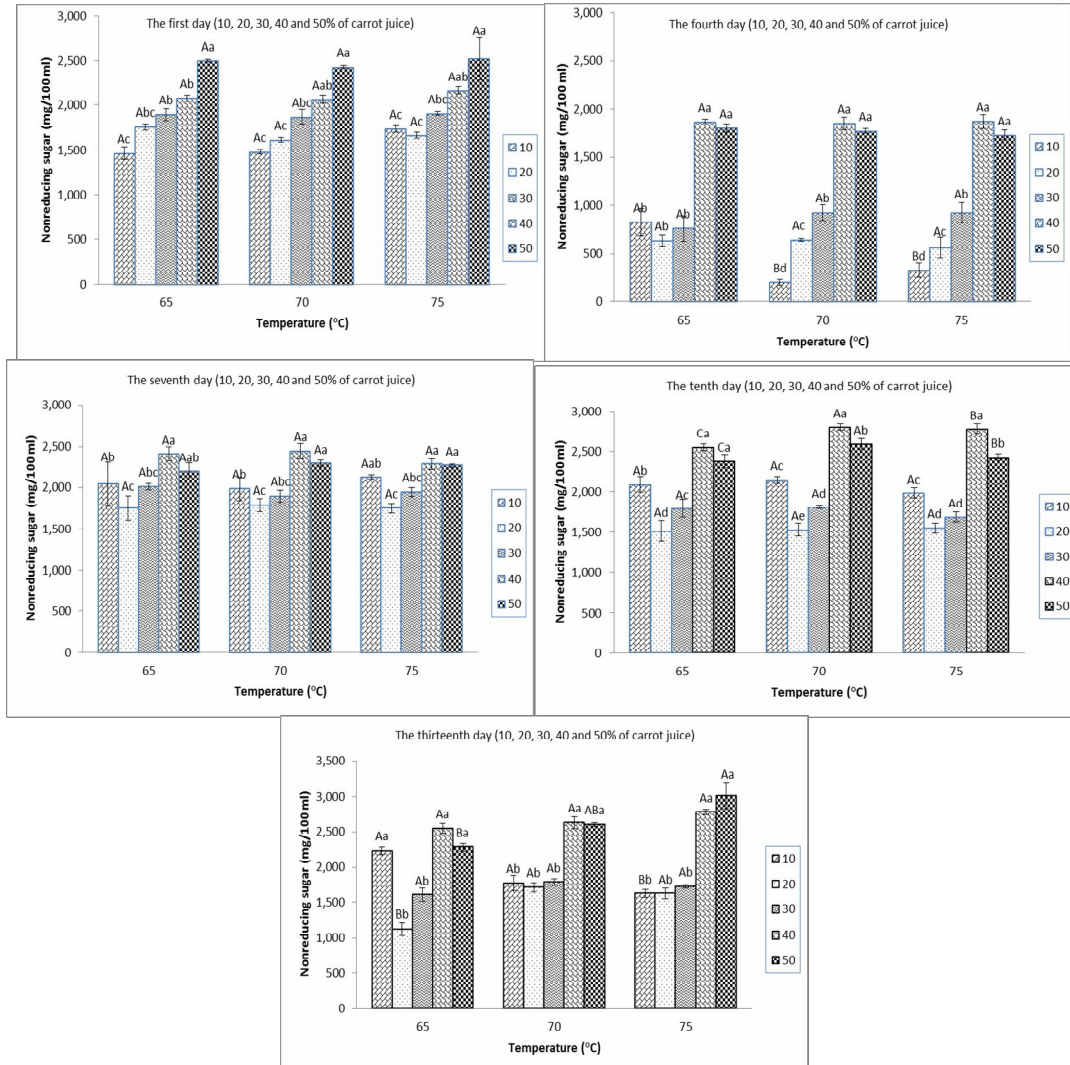 The first day (10, 20, 30, 40 and 50% of carrot juice)
Nonreducing sugar (mg/100 ml)
3,000
2,500
2,000
1,500
1,000
500
0
Ac Abc Ab Ab Aa
Ac Ac Abc Aab Aa
Ac Ac Abc Aab Aa
65 70 75
Temperature (°C)
10
20
30
40
50
The fourth day (10, 20, 30, 40 and 50% of carrot juice)
Nonreducing sugar (mg/100 ml)
3,000
2,500
2,000
1,500
1,000
500
0
Ab Ab Ab Aa Aa
Bd Ac Ab Aa Aa
Bd Ac Ab Aa Aa
65 70 75
Temperature (°C)
10
20
30
40
50
The seventh day (10, 20, 30, 40 and 50% of carrot juice)
Nonreducing sugar (mg/100ml)
3,000
2,500
2,000
1,500
1,000
500
0
Ab Ac Abc Aa Aab
Ab Ac Abc Aa Aa
Aab Ac Abc Aa Aa
65 70 75
Temperature (°C)
10
20
30
40
50
The tenth day (10, 20, 30, 40 and 50% of carrot juice)
Nonreducing sugar (mg/100ml)
3,000
2,500
2,000
1,500
1,000
500
0
Ab Ad Ac Ca Ca
Ac Ae Ad Aa Ab
Ac Ad Ad Ba Bb
65 70 75
Temperature (°C)
10
20
30
40
50
The thirteenth day (10, 20, 30, 40 and 50% of carrot juice)
Nonreducing sugar (mg/100ml)
3,500
3,000
2,500
2,000
1,500
1,000
500
0
Aa Bb Ab Aa Ba
Ab Ab Ab Aa ABa
Bb Ab Ab Aa Aa
65 70 75
Temperature (°C)
10
20
30
40
50